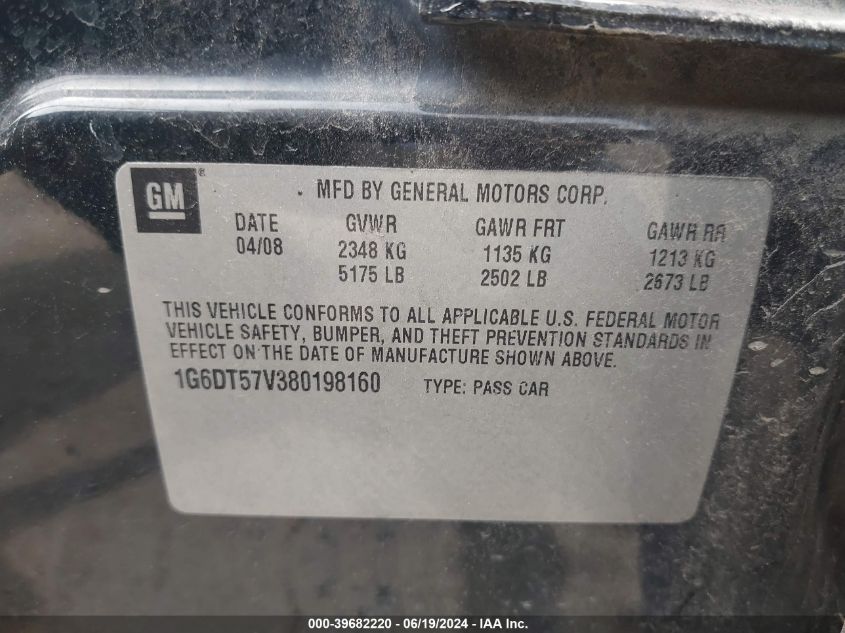 GM® MFD BY GENERAL MOTORS CORP.
DATE GVWR GAWR FRT GAWR RR
04/08 2348 KG 1135 KG 1213 KG
5175 LB 2502 LB 2673 LB
THIS VEHICLE CONFORMS TO ALL APPLICABLE U.S. FEDERAL MOTOR
VEHICLE SAFETY, BUMPER, AND THEFT PREVENTION STANDARDS IN
EFFECT ON THE DATE OF MANUFACTURE SHOWN ABOVE.
1G6DT57V380198160 TYPE: PASS CAR
000-39682220 - 06/19/2024 - IAA Inc.